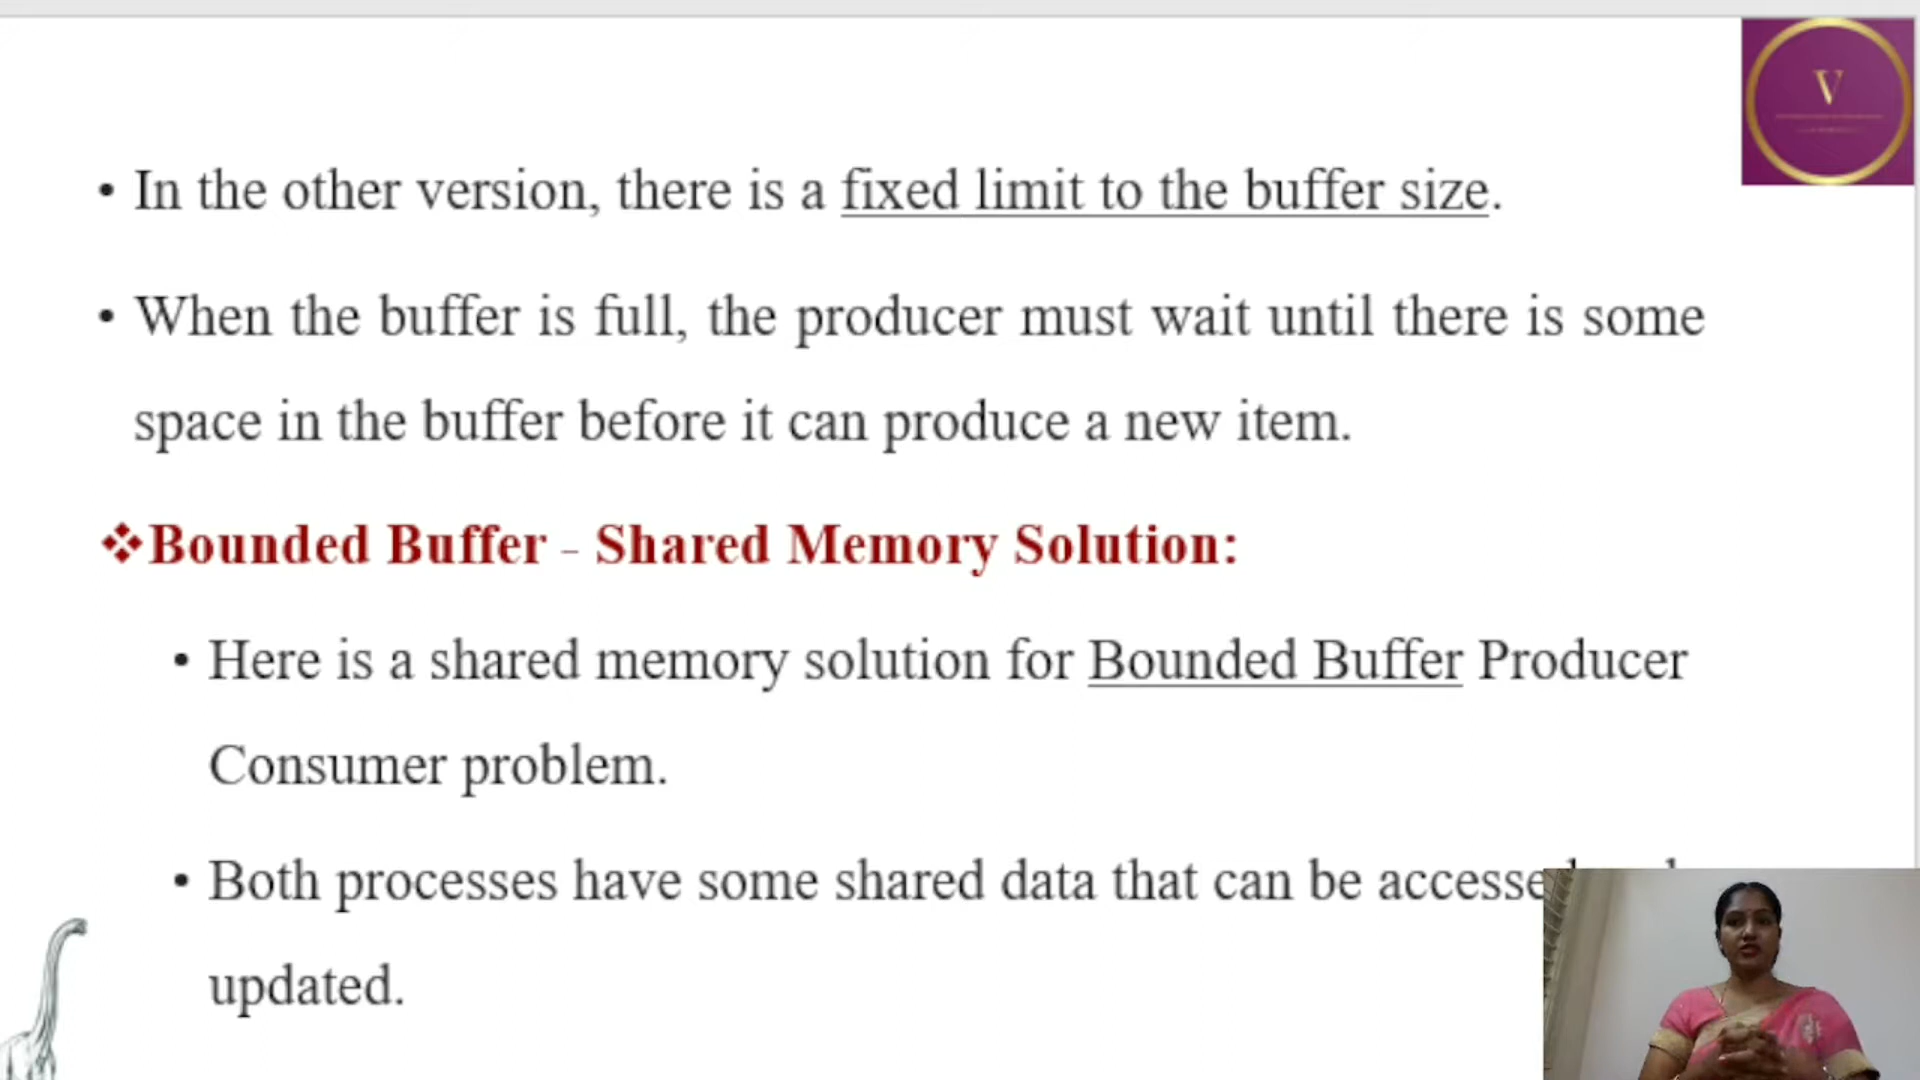 • In the other version, there is a fixed limit to the buffer size.
• When the buffer is full, the producer must wait until there is some
space in the buffer before it can produce a new item.
❖Bounded Buffer - Shared Memory Solution:
• Here is a shared memory solution for Bounded Buffer Producer
Consumer problem.
• Both processes have some shared data that can be
updated.
V